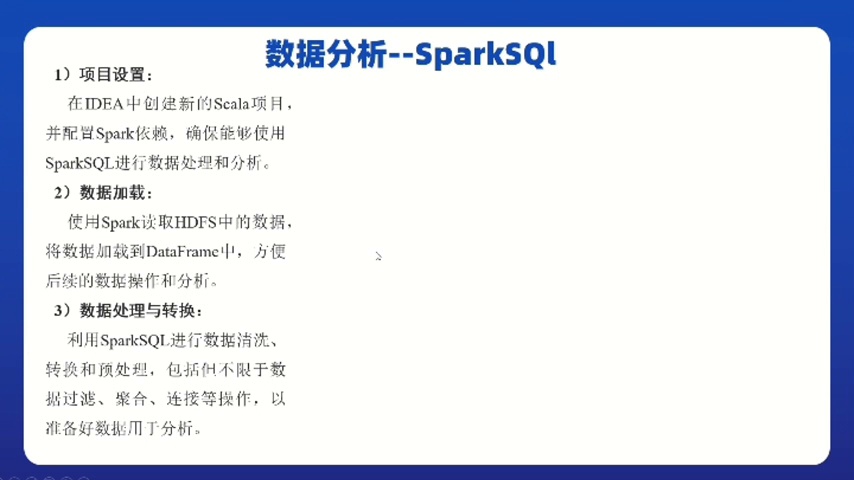 数据分析--SparkSQl
1）项目设置：
在IDEA中创建新的Scala项目，
并配置Spark依赖，确保能够使用
SparkSQL进行数据处理和分析。
2）数据加载：
使用Spark读取HDFS中的数据，
将数据加载到DataFrame中，方便
后续的数据操作和分析。
3）数据处理与转换：
利用SparkSQL进行数据清洗、
转换和预处理，包括但不限于数
据过滤、聚合、连接等操作，以
准备好数据用于分析。